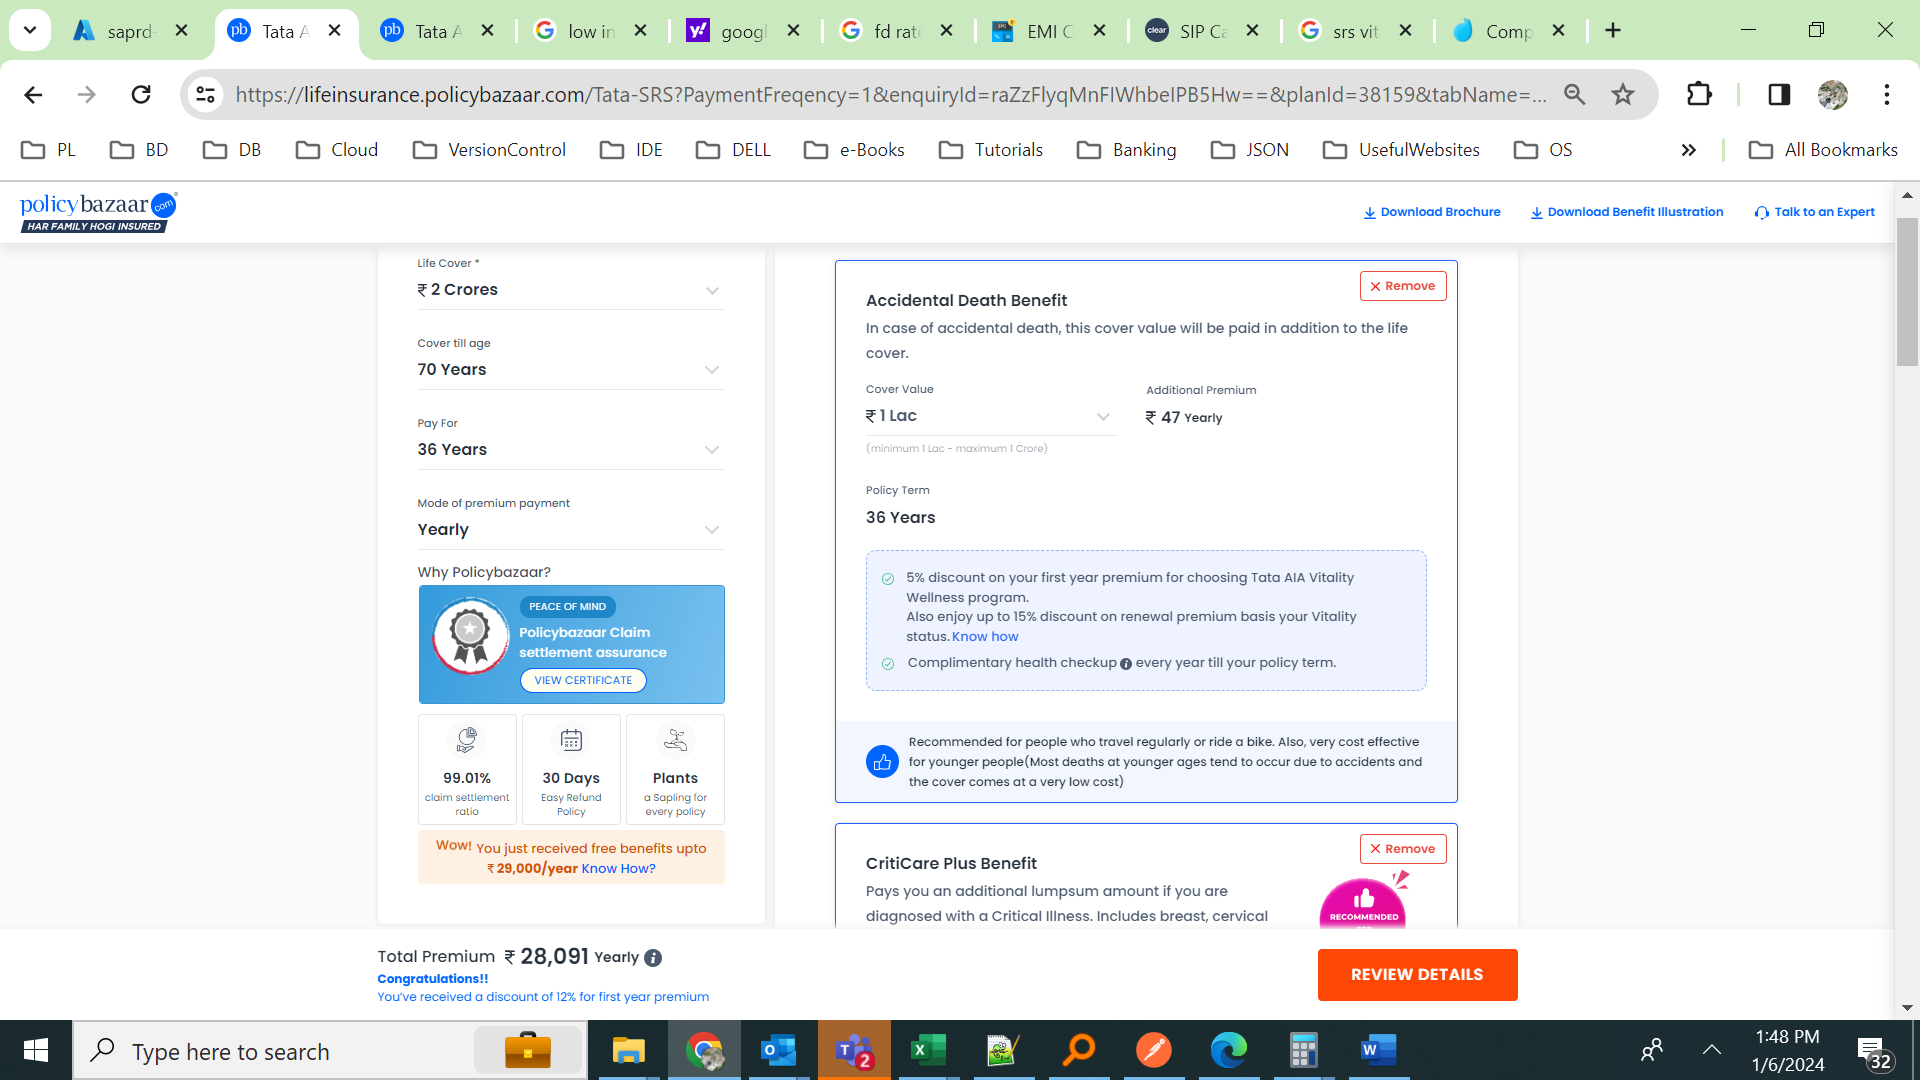 saprd-
Tata A
Tata A
low in
googl
fd rate
EMI C
SIP Ca
srs vit
Comp
https://lifeinsurance.policybazaar.com/Tata-SRS?PaymentFreqency=1&enquiryId=raZzFlyqMnFIWhbeIPB5Hw==&planId=38159&tabName=...
PL
BD
DB
Cloud
VersionControl
IDE
DELL
e-Books
Tutorials
Banking
JSON
UsefulWebsites
OS
All Bookmarks
policybazaar.com
HAR FAMILY HOGI INSURED
Download Brochure
Download Benefit Illustration
Talk to an Expert
Life Cover *
₹ 2 Crores
Cover till age
70 Years
Pay For
36 Years
Mode of premium payment
Yearly
Why Policybazaar?
PEACE OF MIND
Policybazaar Claim
settlement assurance
VIEW CERTIFICATE
99.01%
claim settlement
ratio
30 Days
Easy Refund
Policy
Plants
a Sapling for
every policy
Wow! You just received free benefits upto
₹ 29,000/year Know How?
Remove
Accidental Death Benefit
In case of accidental death, this cover value will be paid in addition to the life
cover.
Cover Value
₹ 1 Lac
(minimum 1 Lac - maximum 1 Crore)
Additional Premium
₹ 47 Yearly
Policy Term
36 Years
5% discount on your first year premium for choosing Tata AIA Vitality
Wellness program.
Also enjoy up to 15% discount on renewal premium basis your Vitality
status. Know how
Complimentary health checkup i every year till your policy term.
Recommended for people who travel regularly or ride a bike. Also, very cost effective
for younger people(Most deaths at younger ages tend to occur due to accidents and
the cover comes at a very low cost)
Remove
CritiCare Plus Benefit
Pays you an additional lumpsum amount if you are
diagnosed with a Critical Illness. Includes breast, cervical
RECOMMENDED
Total Premium ₹ 28,091 Yearly i
Congratulations!!
You've received a discount of 12% for first year premium
REVIEW DETAILS
Type here to search
2
1:48 PM
1/6/2024
32